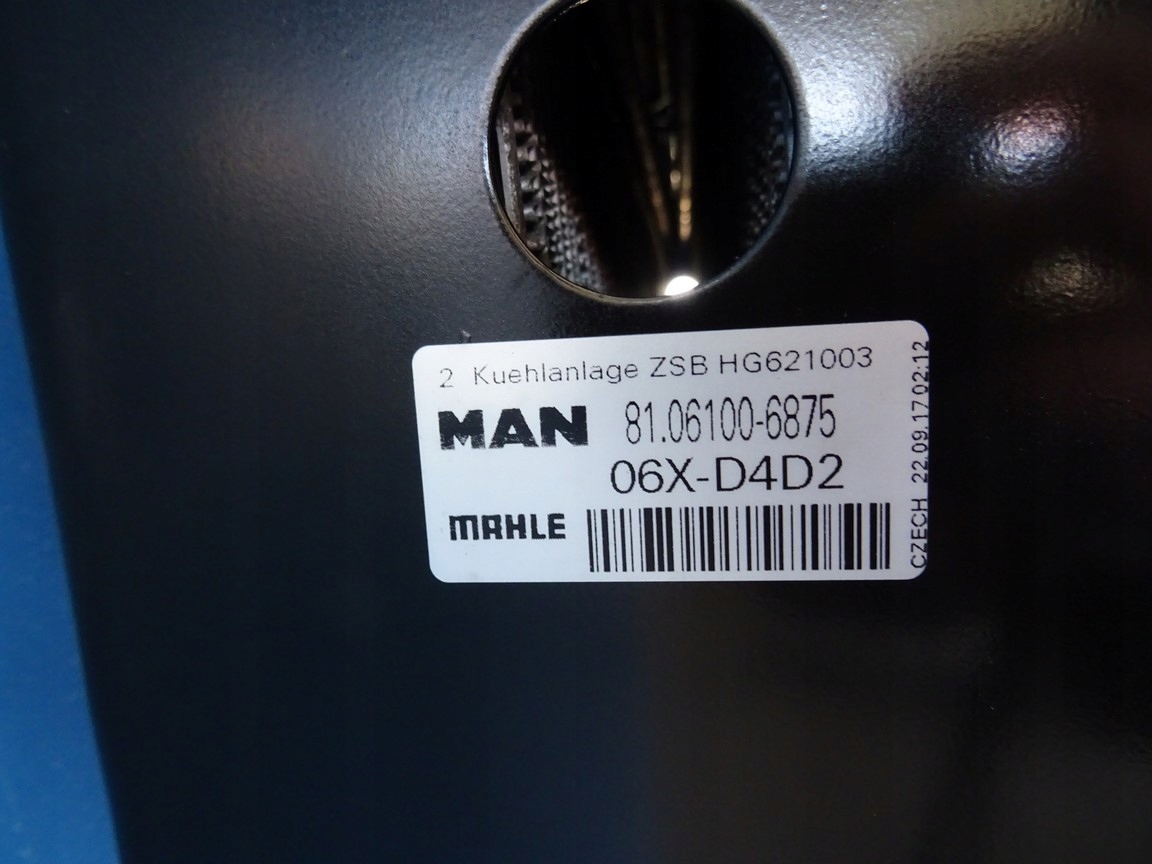 2 Kuehlanlage ZSB HG621003
MAN 81.06100-6875
06X-D4D2
MAHLE
CZECH 22.09.17 02:12